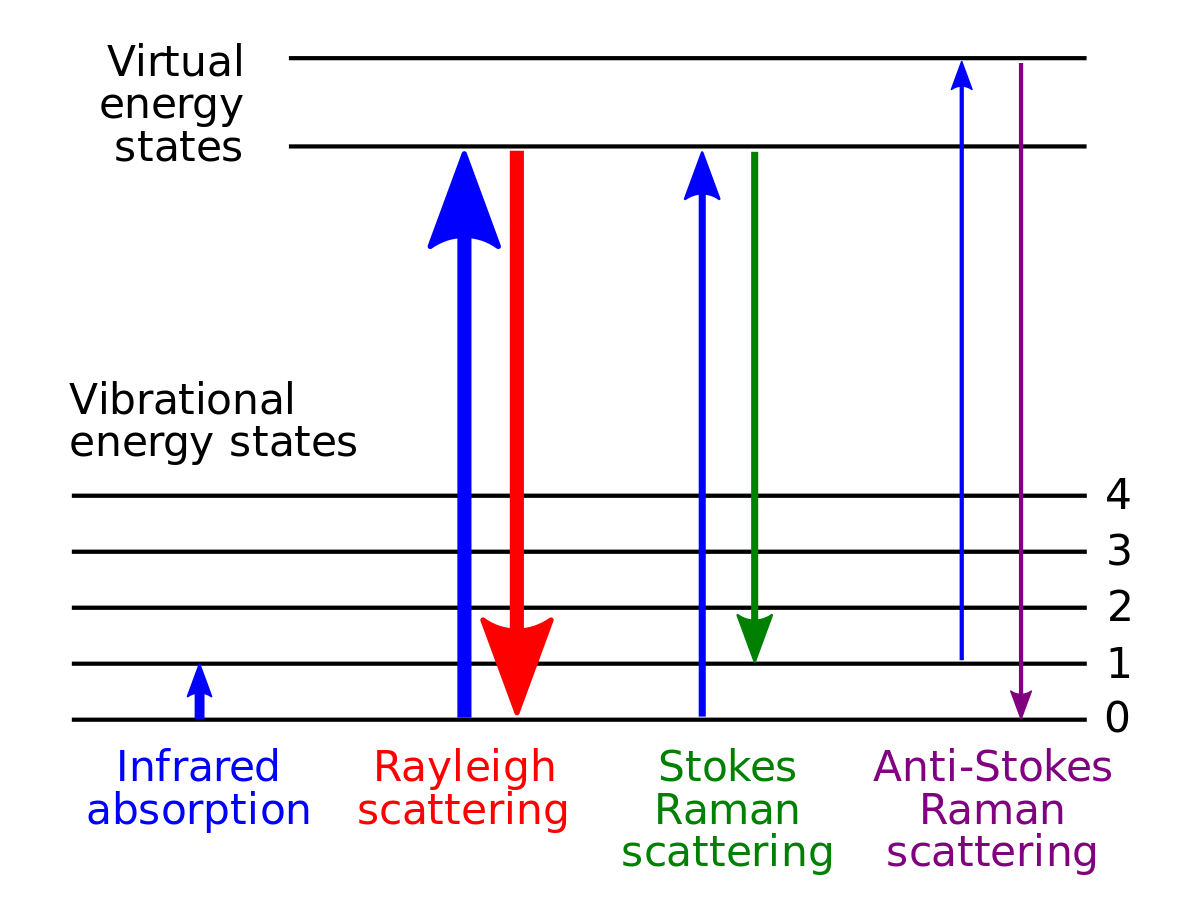 Virtual
energy
states
Vibrational
energy states
4
3
2
1
0
Infrared
absorption
Rayleigh
scattering
Stokes
Raman
scattering
Anti-Stokes
Raman
scattering